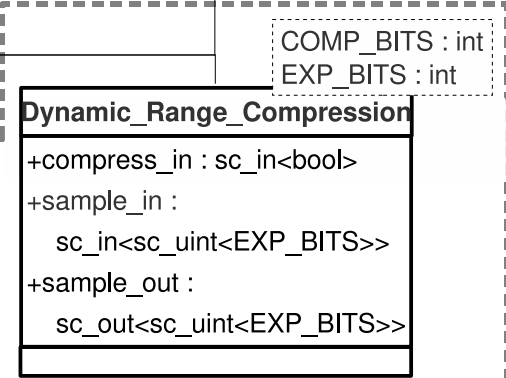 COMP_BITS : int
EXP_BITS : int
Dynamic_Range_Compression
+compress_in : sc_in<bool>
+sample_in :
sc_in<sc_uint<EXP_BITS>>
+sample_out :
sc_out<sc_uint<EXP_BITS>>